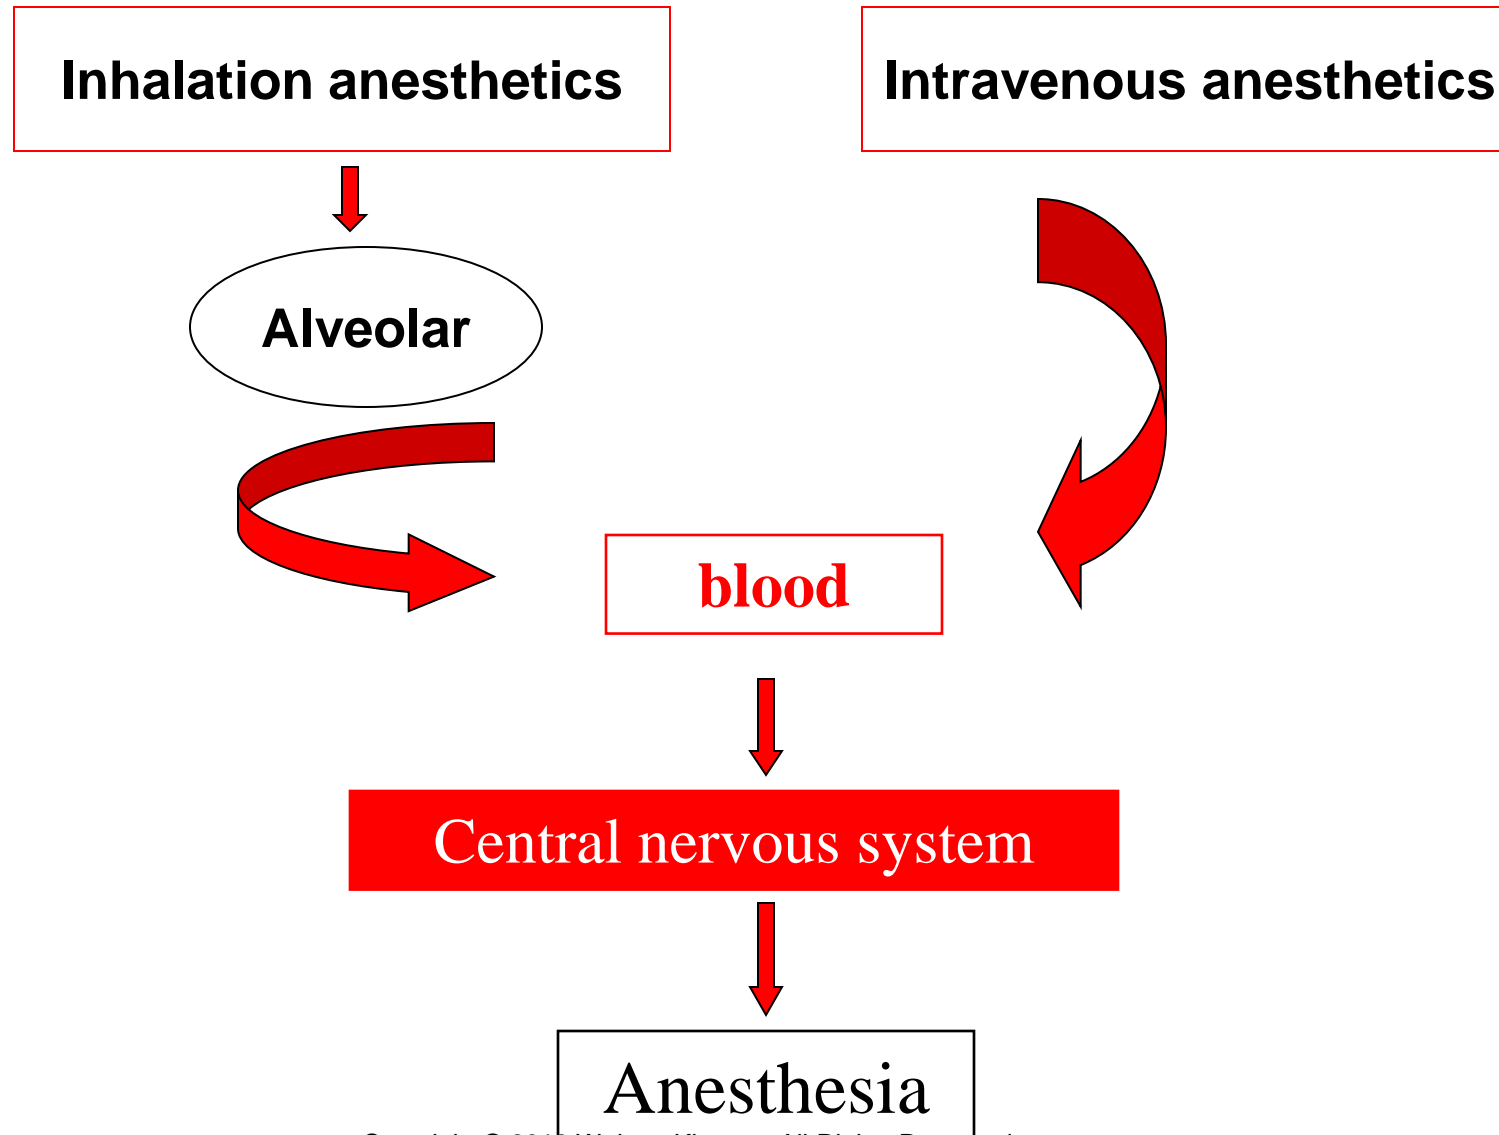 Inhalation anesthetics
Intravenous anesthetics
Alveolar
blood
Central nervous system
Anesthesia